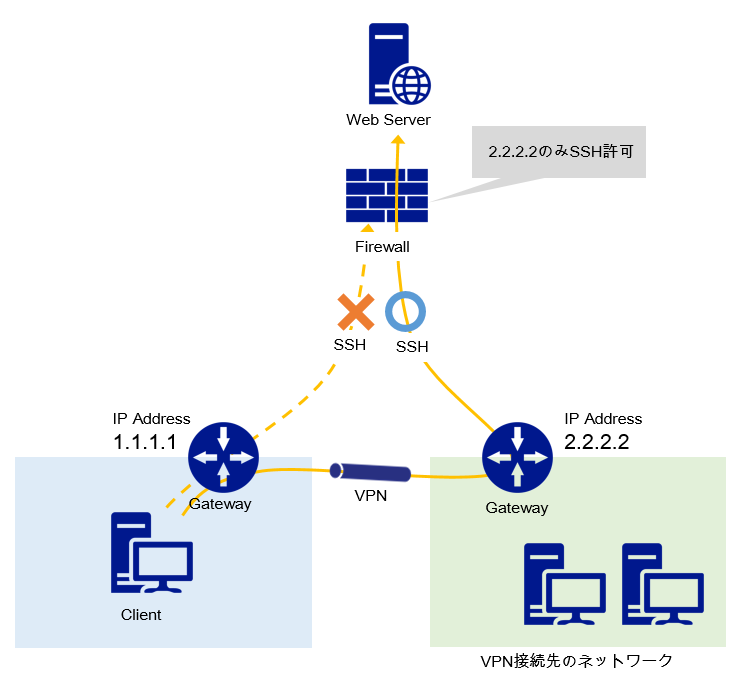 Web Server
2.2.2.2のみSSH許可
Firewall
SSH
SSH
IP Address
1.1.1.1
IP Address
2.2.2.2
Gateway
VPN
Gateway
Client
VPN接続先のネットワーク